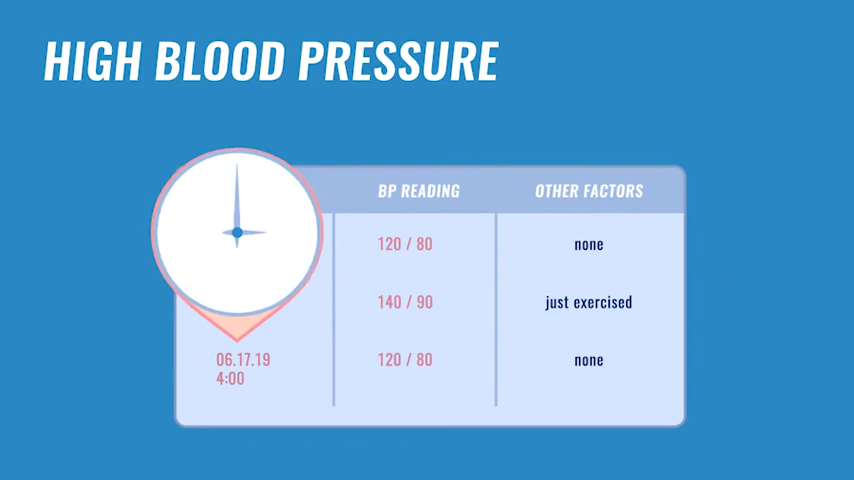 HIGH BLOOD PRESSURE
BP READING OTHER FACTORS
120 / 80 none
140 / 90 just exercised
06.17.19 120 / 80 none
4:00